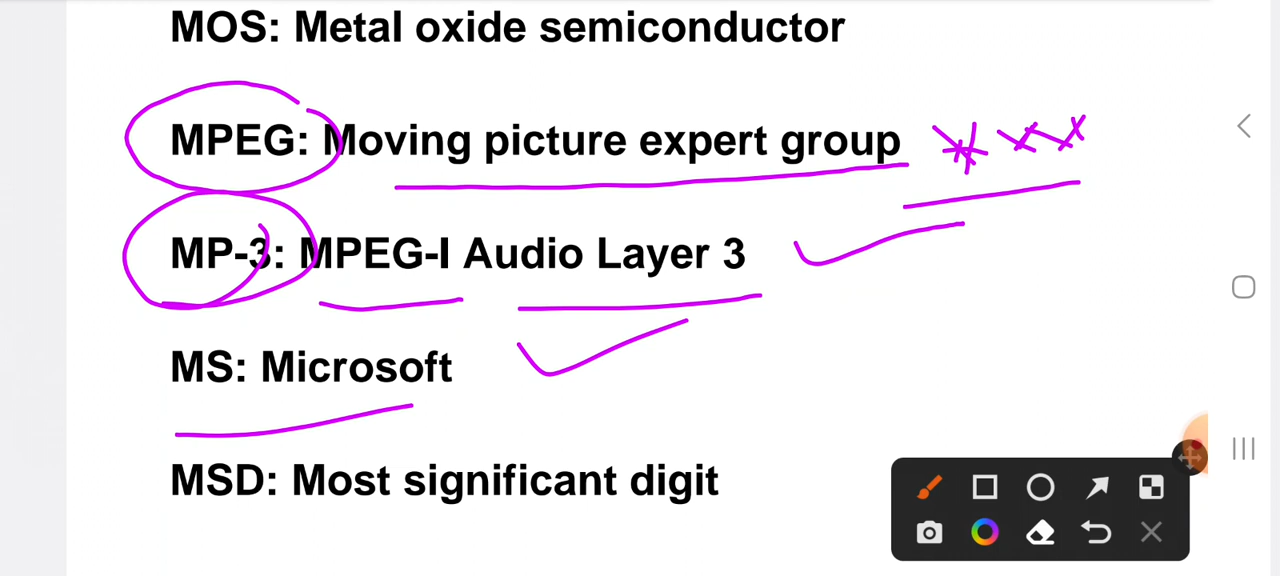 MOS: Metal oxide semiconductor
MPEG: Moving picture expert group
MP-3: MPEG-I Audio Layer 3
MS: Microsoft
MSD: Most significant digit